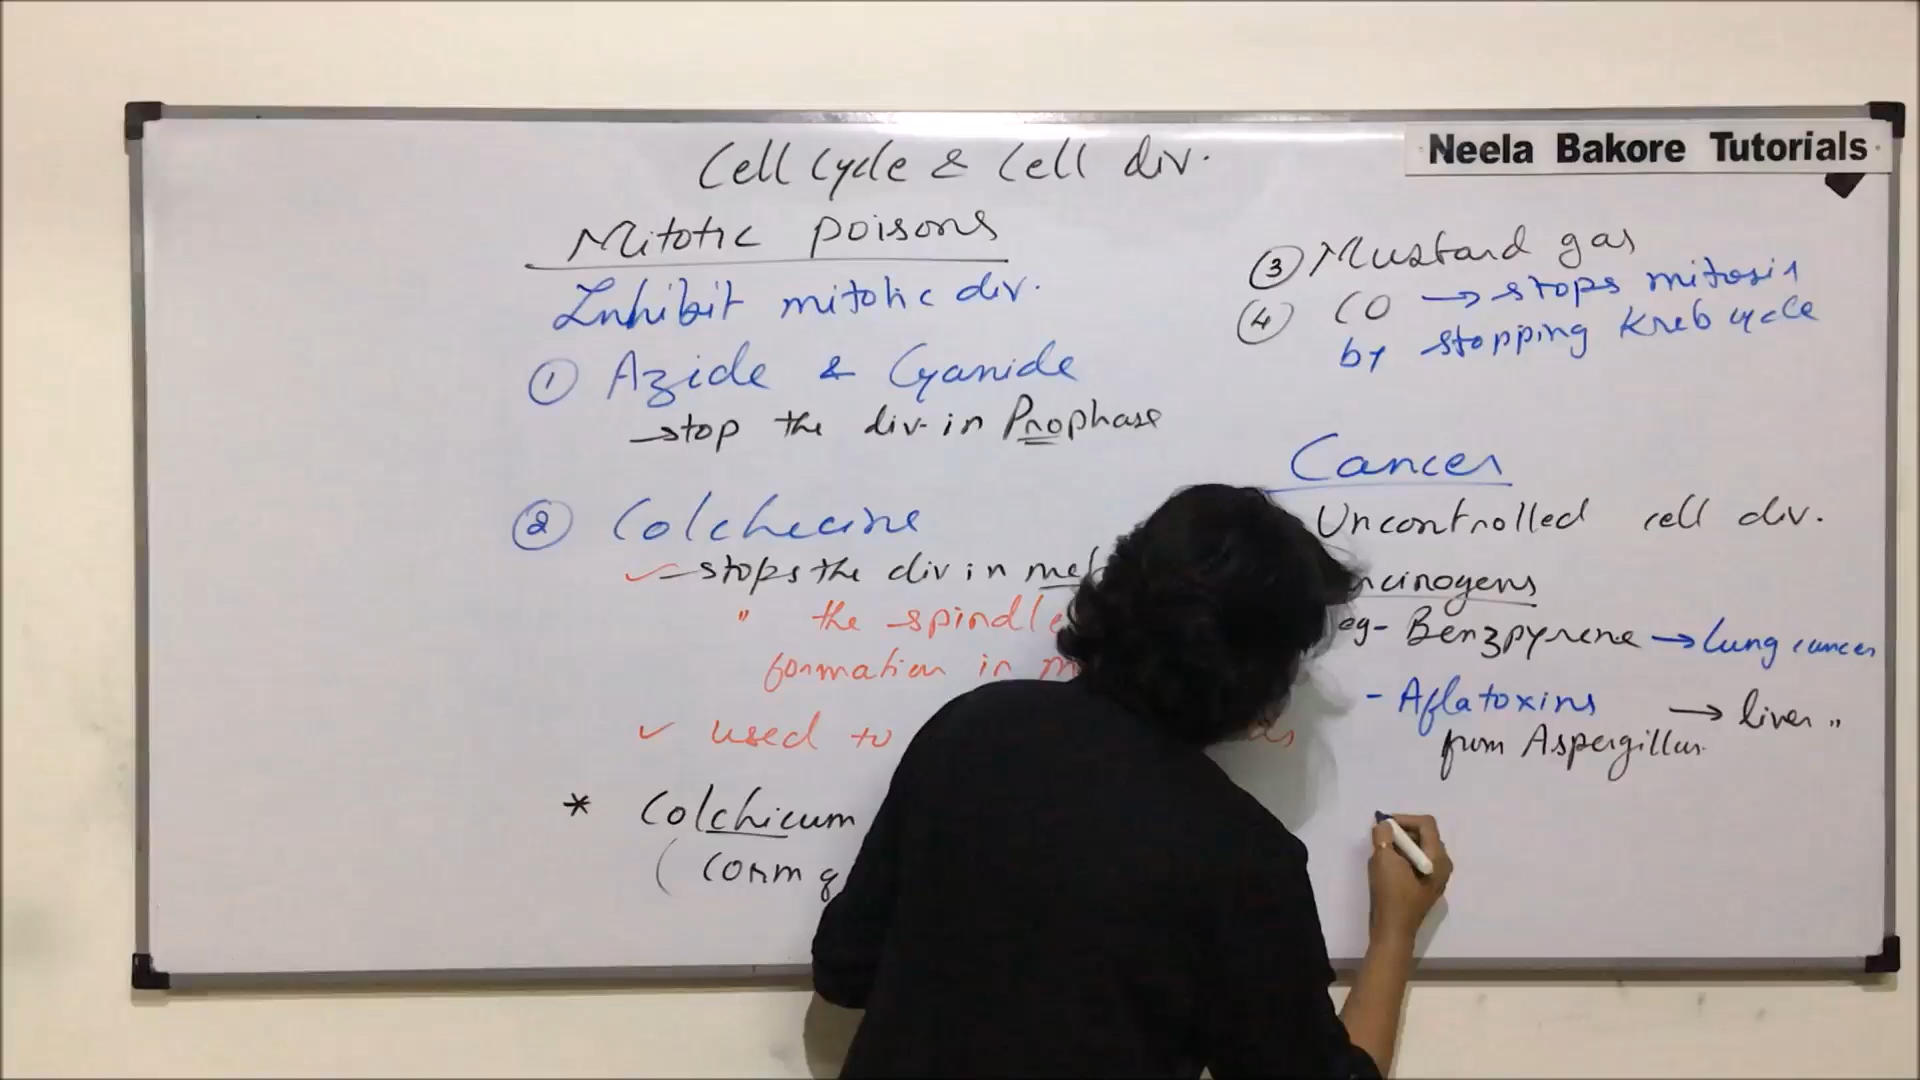 Cell Cycle & Cell div.
Neela Bakore Tutorials
Mitotic poisons
Inhibit mitotic div.
① Azide & Cyanide
→stop the div. in Prophase
② Colchecine
✓ → stops the div in
" the spindle
formation in
✓ used to
* Colchicum
( Corm
③ Mustard gas
④ CO → stops mitosis
by stopping Kreb cycle
Cancer
Uncontrolled cell div.
eg- Benzpyrene → Lung cancer
- Aflatoxins → liver "
from Aspergillus.